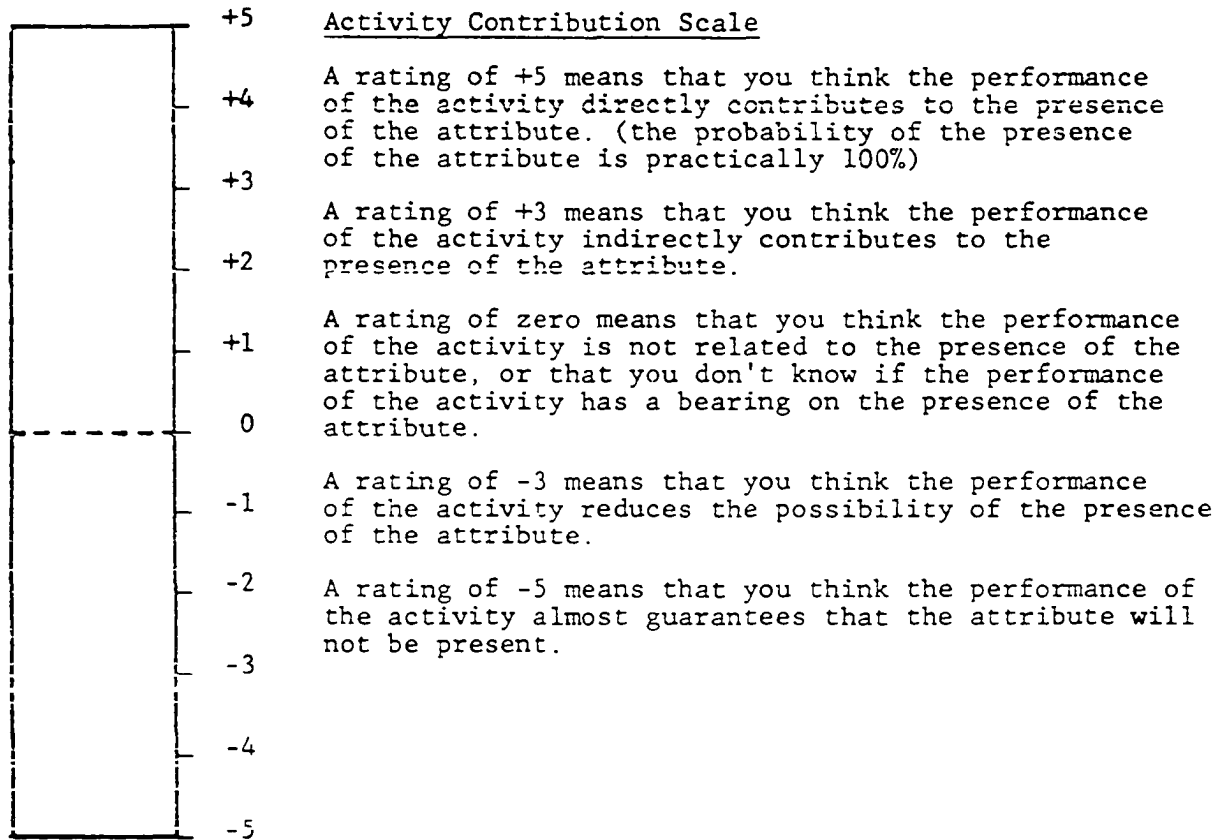 +5 Activity Contribution Scale
A rating of +5 means that you think the performance
+4 of the activity directly contributes to the presence
of the attribute. (the probability of the presence
of the attribute is practically 100%)
+3
A rating of +3 means that you think the performance
of the activity indirectly contributes to the
+2 presence of the attribute.
A rating of zero means that you think the performance
+1 of the activity is not related to the presence of the
attribute, or that you don't know if the performance
of the activity has a bearing on the presence of the
0 attribute.
A rating of -3 means that you think the performance
-1 of the activity reduces the possibility of the presence
of the attribute.
-2 A rating of -5 means that you think the performance of
the activity almost guarantees that the attribute will
not be present.
-3
-4
-5